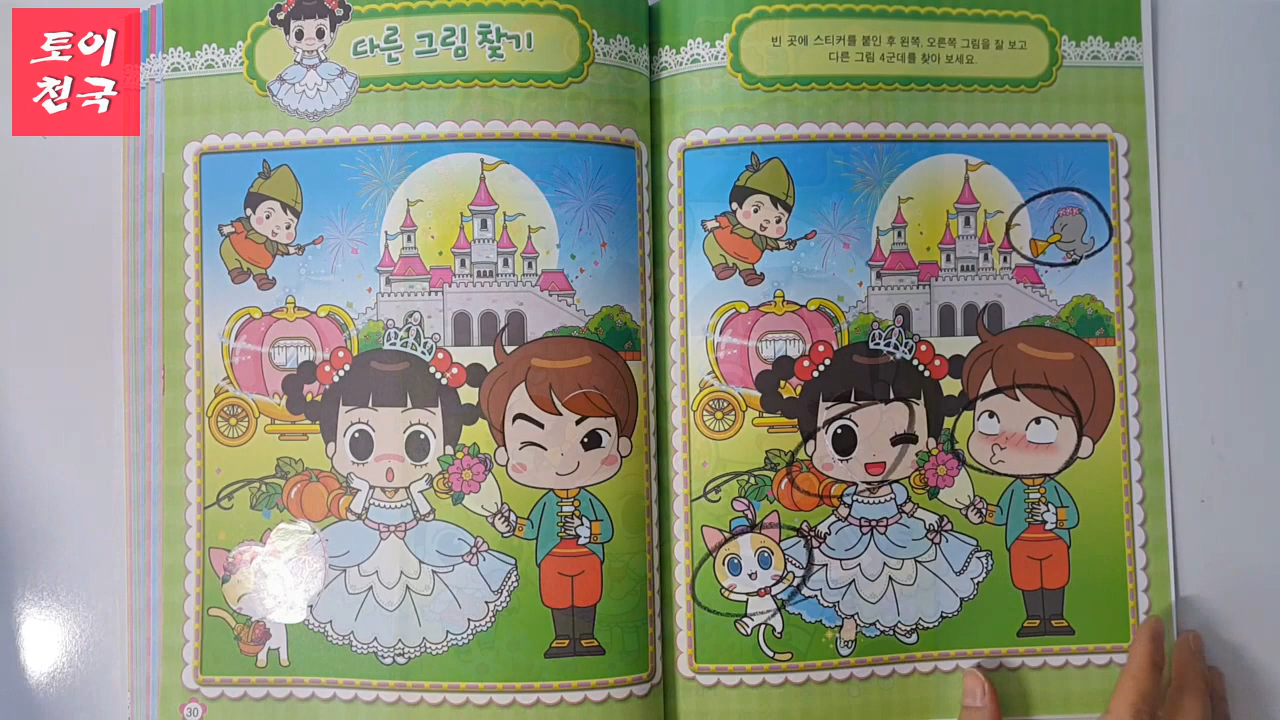 토이
천국
다른 그림 찾기
빈 곳에 스티커를 붙인 후 왼쪽, 오른쪽 그림을 잘 보고
다른 그림 4군데를 찾아 보세요.
30